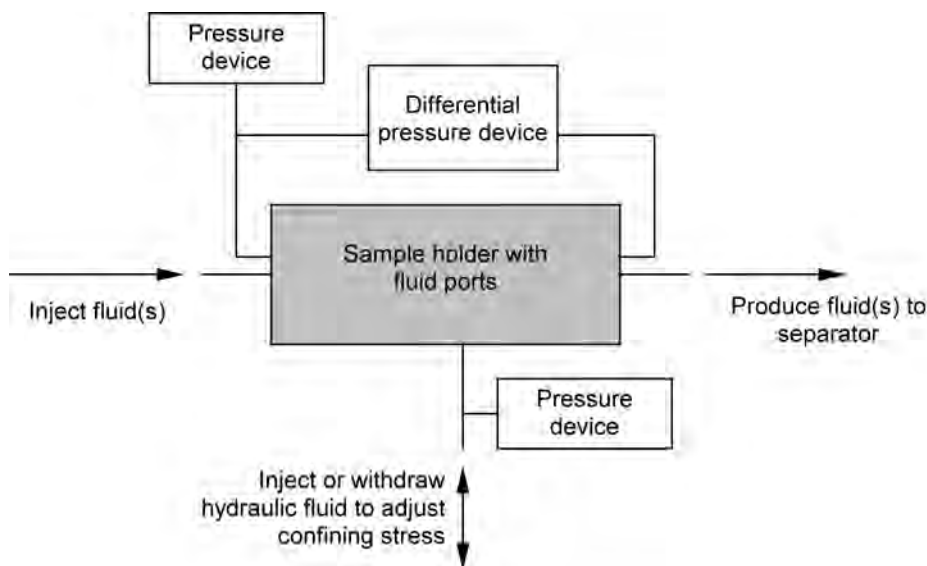 Pressure
device
Differential
pressure device
Sample holder with
fluid ports
Inject fluid(s)
Produce fluid(s) to
separator
Pressure
device
Inject or withdraw
hydraulic fluid to adjust
confining stress